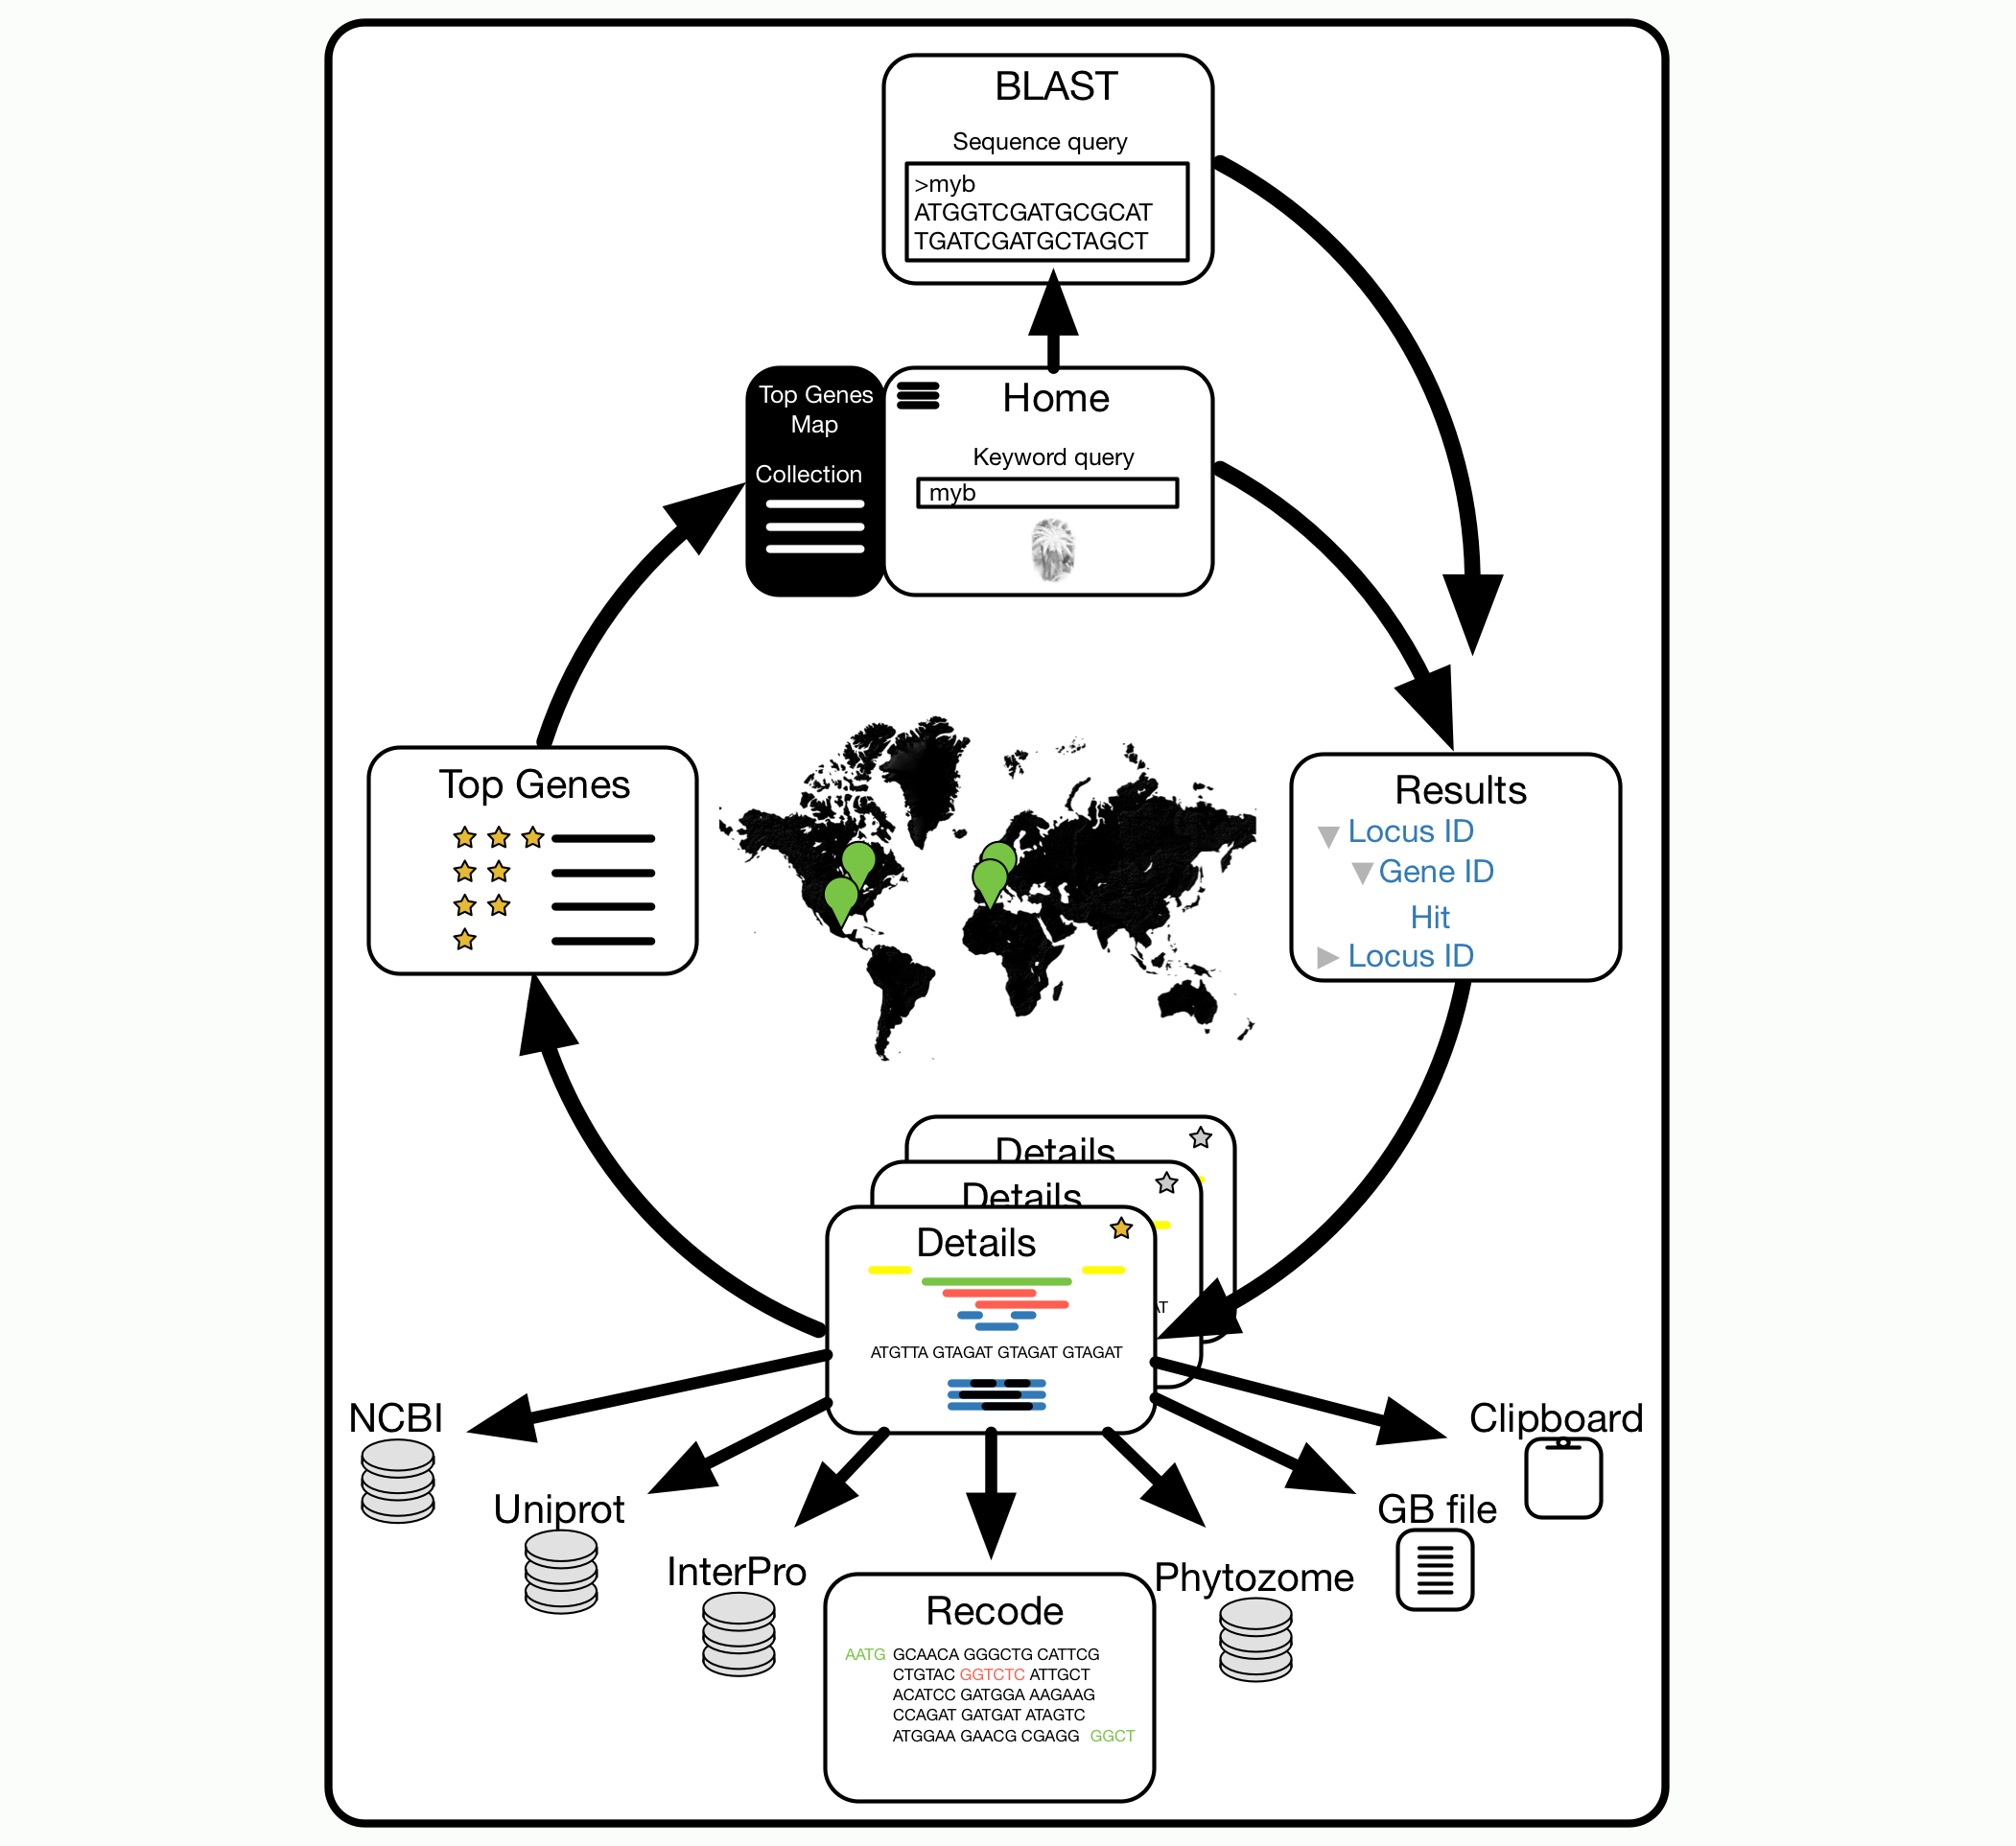 BLAST
Sequence query
>myb
ATGGTCGATGCGCAT
TGATCGATGCTAGCT
Top Genes
Map
Collection
Home
Keyword query
myb
Top Genes
Results
Locus ID
Gene ID
Hit
Locus ID
Details
Details
Details
AT
ATGTTA GTAGAT GTAGAT GTAGAT
NCBI
Uniprot
InterPro
Phytozome
GB file
Clipboard
Recode
AATG GCAACA GGGCTG CATTCG
CTGTAC GGTCTC ATTGCT
ACATCC GATGGA AAGAAG
CCAGAT GATGAT ATAGTC
ATGGAA GAACG CGAGG GGCT